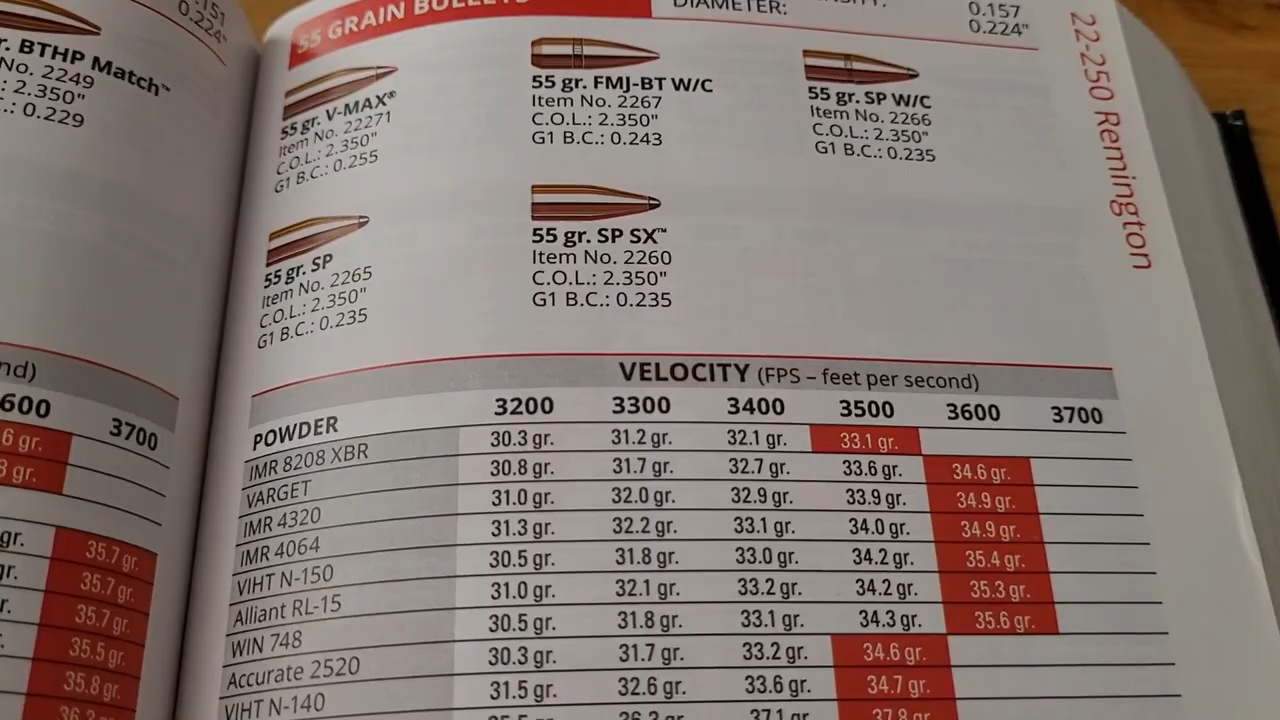 0.224"
BTHP Match™
No. 2249
: 2.350"
: 0.229
600 3700
6 gr.
8 gr.
gr. 35.7 gr.
gr. 35.7 gr.
35.7 gr.
35.5 gr.
35.8 gr.
55 GRAIN BULLETS
DIAMETER:
0.157
0.224"
22-250 Remington
55 gr. V-MAX®
Item No. 22271
C.O.L.: 2.350"
G1 B.C.: 0.255
55 gr. FMJ-BT W/C
Item No. 2267
C.O.L.: 2.350"
G1 B.C.: 0.243
55 gr. SP W/C
Item No. 2266
C.O.L.: 2.350"
G1 B.C.: 0.235
55 gr. SP
Item No. 2265
C.O.L.: 2.350"
G1 B.C.: 0.235
55 gr. SP SX™
Item No. 2260
C.O.L.: 2.350"
G1 B.C.: 0.235
VELOCITY (FPS – feet per second)
POWDER 3200 3300 3400 3500 3600 3700
IMR 8208 XBR 30.3 gr. 31.2 gr. 32.1 gr. 33.1 gr.
VARGET 30.8 gr. 31.7 gr. 32.7 gr. 33.6 gr. 34.6 gr.
IMR 4320 31.0 gr. 32.0 gr. 32.9 gr. 33.9 gr. 34.9 gr.
IMR 4064 31.3 gr. 32.2 gr. 33.1 gr. 34.0 gr. 34.9 gr.
VIHT N-150 30.5 gr. 31.8 gr. 33.0 gr. 34.2 gr. 35.4 gr.
Alliant RL-15 31.0 gr. 32.1 gr. 33.2 gr. 34.2 gr. 35.3 gr.
WIN 748 30.5 gr. 31.8 gr. 33.1 gr. 34.3 gr. 35.6 gr.
Accurate 2520 30.3 gr. 31.7 gr. 33.2 gr. 34.6 gr.
VIHT N-140 31.5 gr. 32.6 gr. 33.6 gr. 34.7 gr.